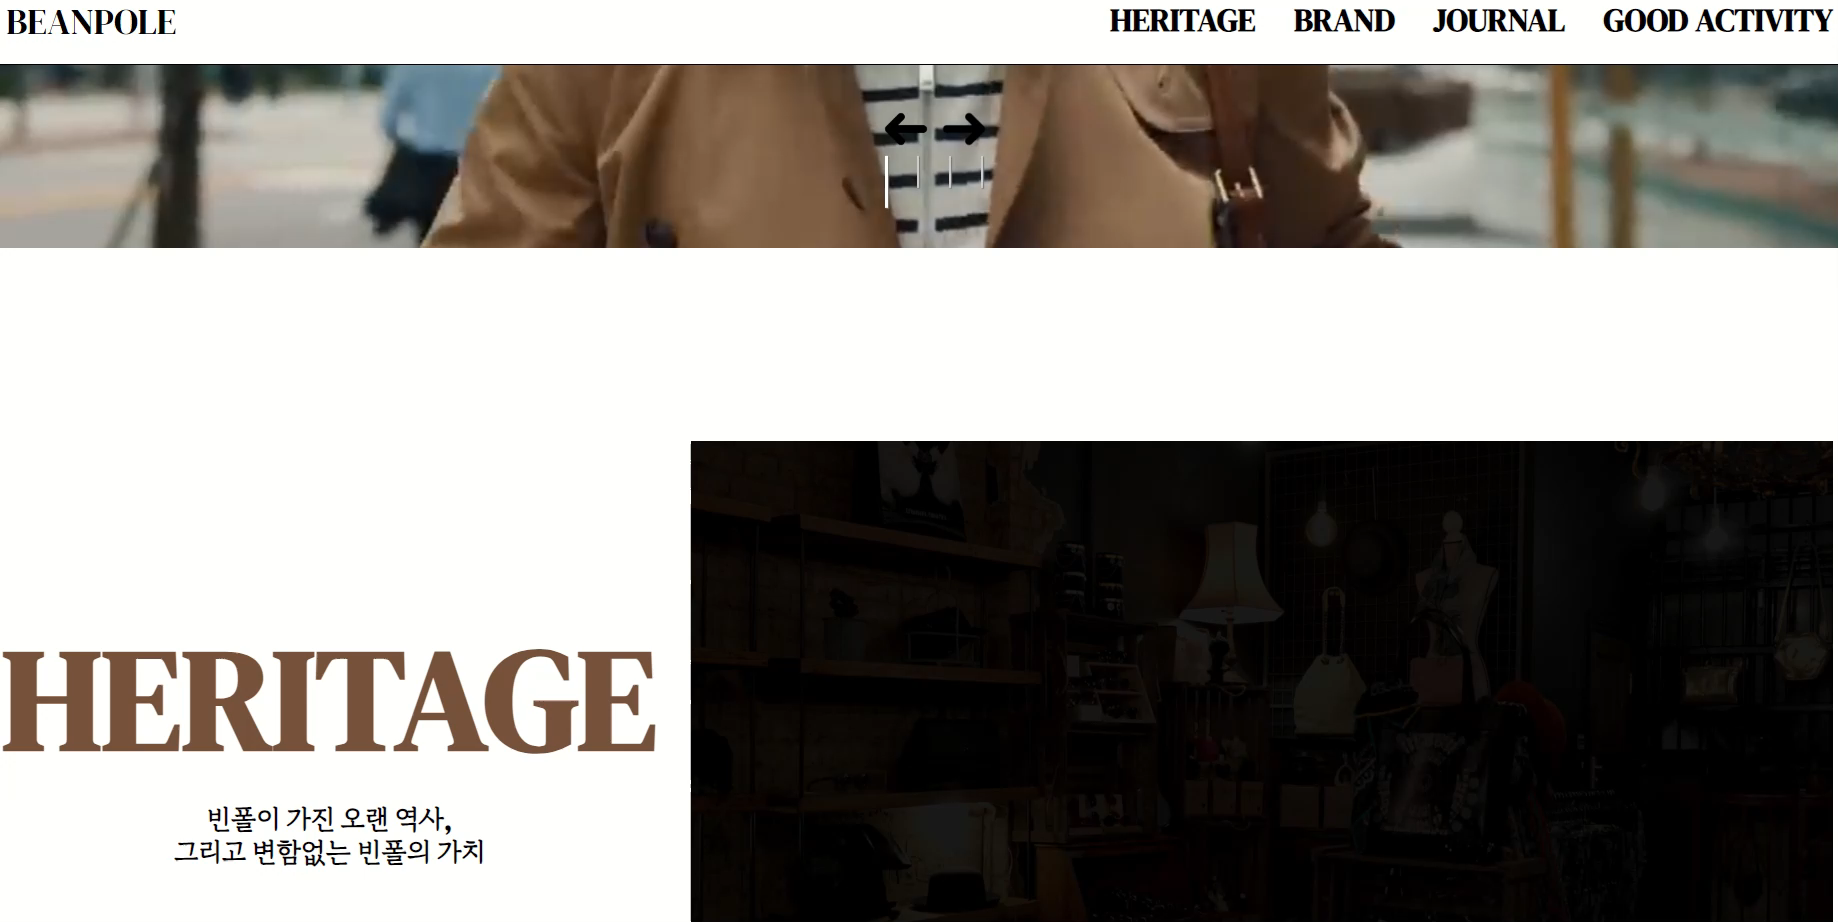 BEANPOLE
HERITAGE BRAND JOURNAL GOOD ACTIVITY
HERITAGE
빈폴이 가진 오랜 역사,
그리고 변함없는 빈폴의 가치